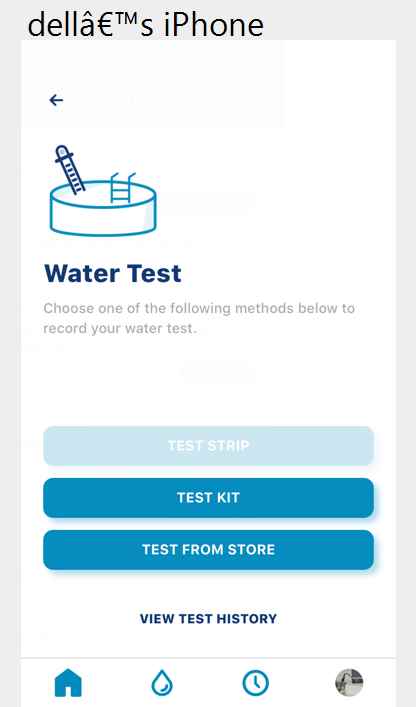 dellâ€™s iPhone
Water Test
Choose one of the following methods below to
record your water test.
TEST STRIP
TEST KIT
TEST FROM STORE
VIEW TEST HISTORY